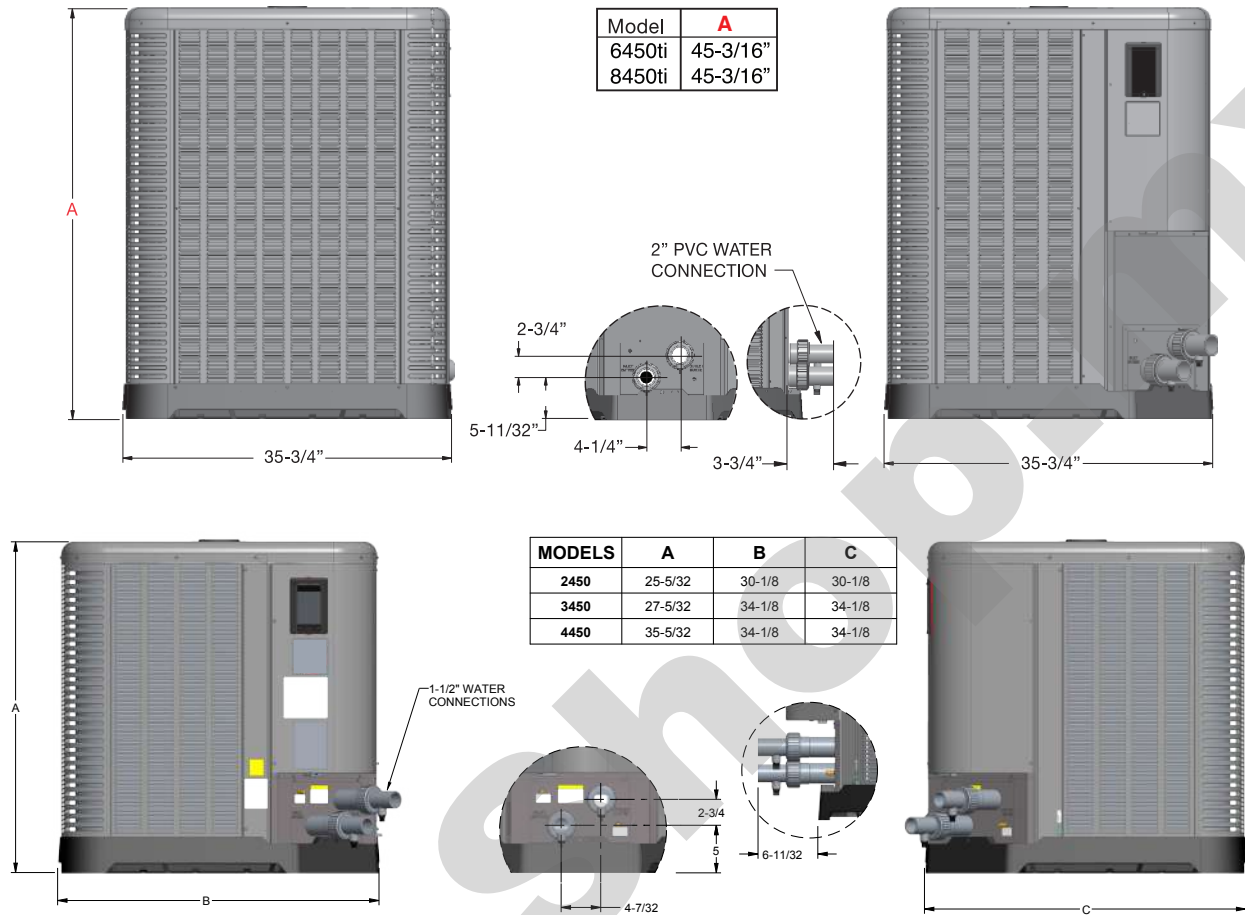 Model A
6450ti 45-3/16”
8450ti 45-3/16”
A
35-3/4”
2” PVC WATER
CONNECTION
2-3/4”
5-11/32”
4-1/4”
3-3/4”
35-3/4”
MODELS A B C
2450 25-5/32 30-1/8 30-1/8
3450 27-5/32 34-1/8 34-1/8
4450 35-5/32 34-1/8 34-1/8
A
1-1/2" WATER
CONNECTIONS
B
2-3/4
5
4-7/32
6-11/32
C